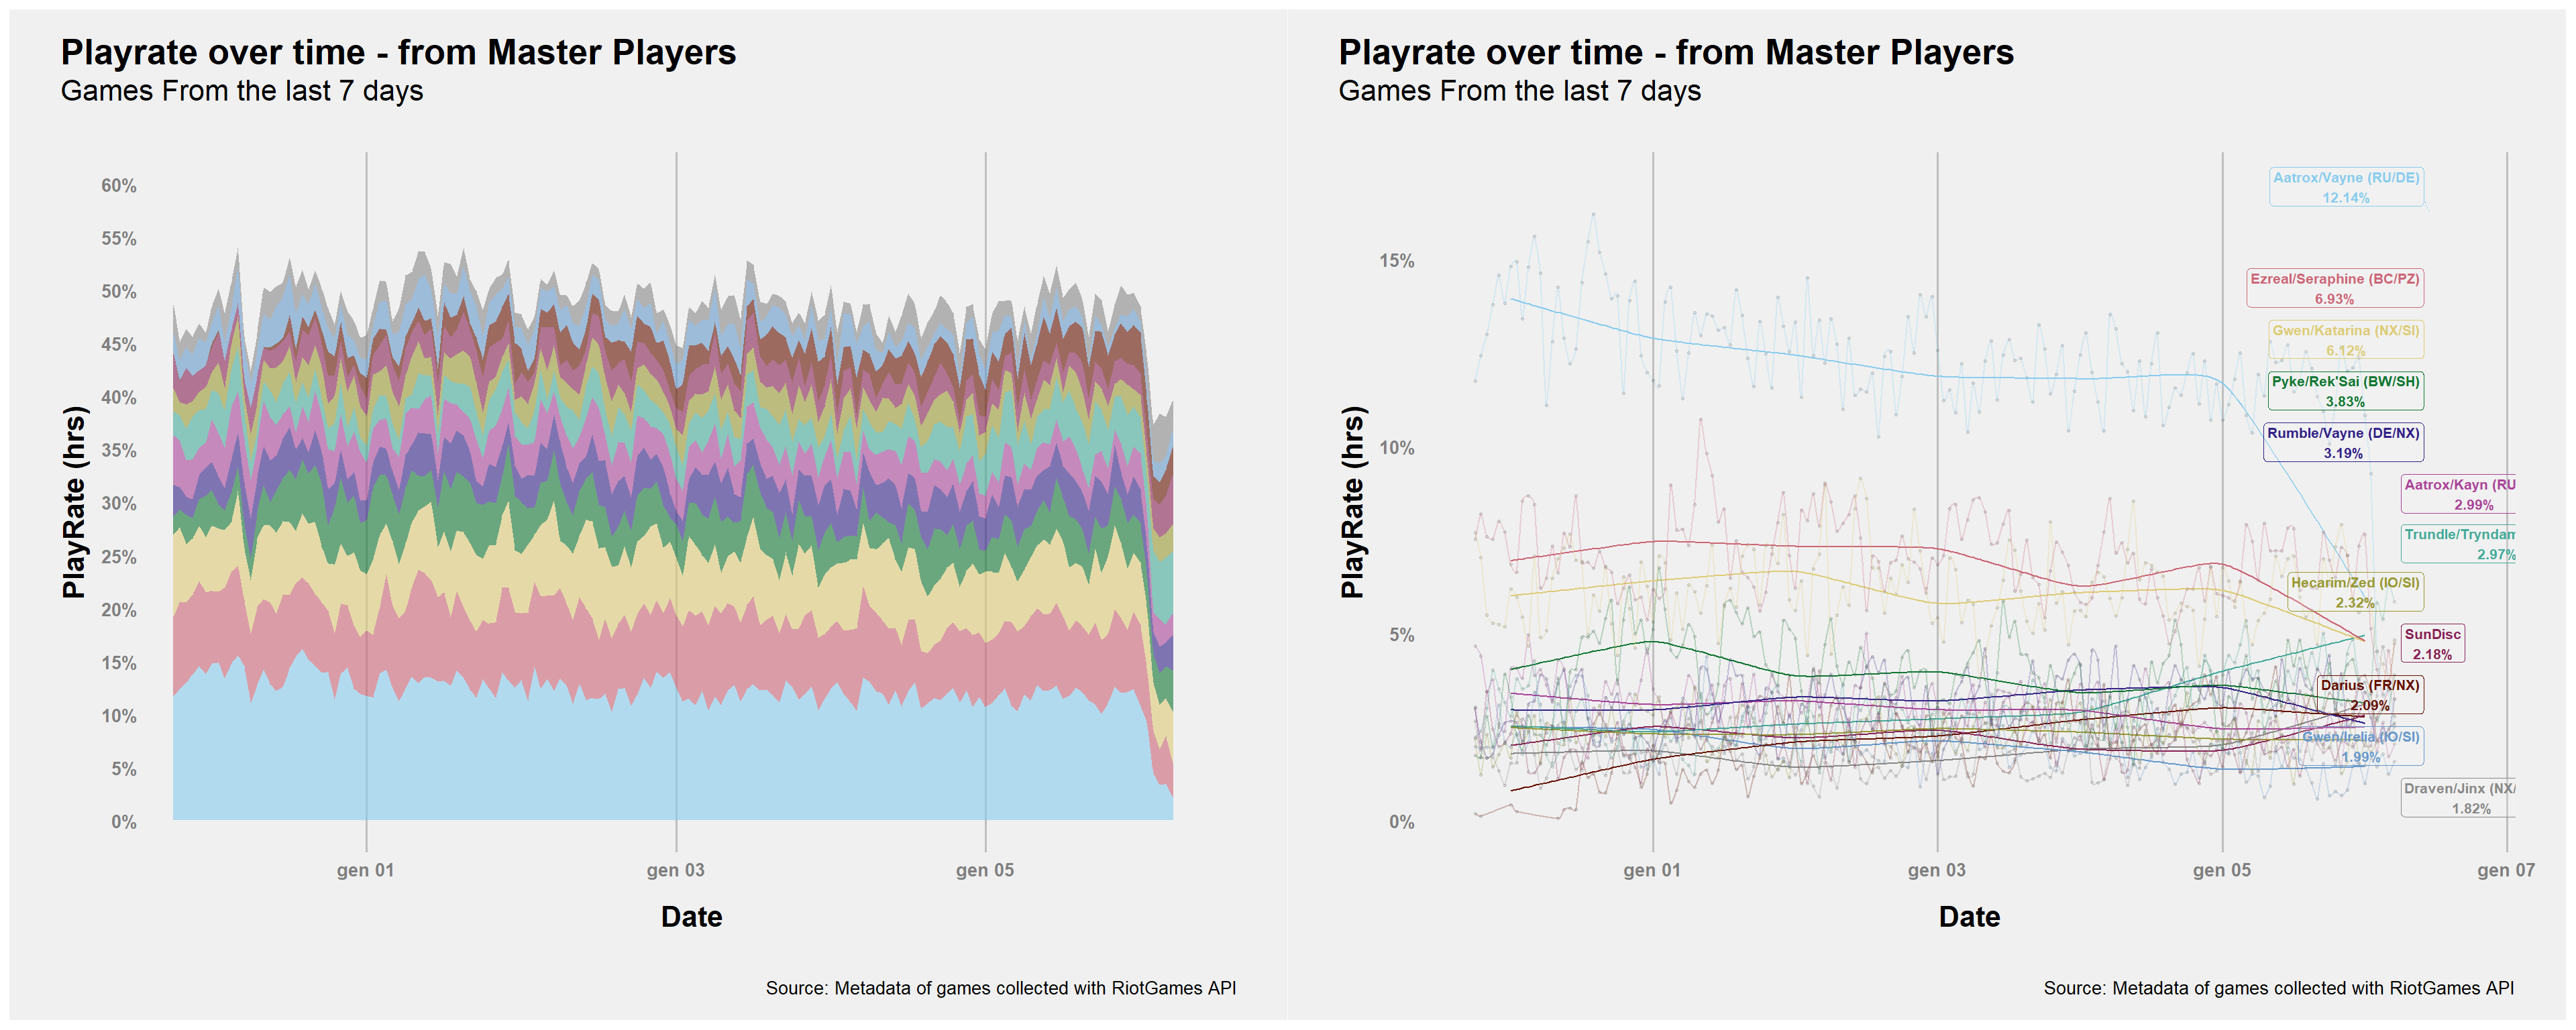 Playrate over time - from Master Players
Games From the last 7 days
60%
55%
50%
45%
40%
35%
30%
25%
20%
15%
10%
5%
0%
PlayRate (hrs)
gen 01
gen 03
gen 05
Date
Source: Metadata of games collected with RiotGames API
Playrate over time - from Master Players
Games From the last 7 days
15%
10%
5%
0%
PlayRate (hrs)
Aatrox/Vayne (RU/DE)
12.14%
Ezreal/Seraphine (BC/PZ)
6.93%
Gwen/Katarina (NX/SI)
6.12%
Pyke/Rek'Sai (BW/SH)
3.83%
Rumble/Vayne (DE/NX)
3.19%
Aatrox/Kayn (RU
2.99%
Trundle/Tryndam
2.97%
Hecarim/Zed (IO/SI)
2.32%
SunDisc
2.18%
Darius (FR/NX)
2.09%
Gwen/Irelia (IO/SI)
1.99%
Draven/Jinx (NX/
1.82%
gen 01
gen 03
gen 05
gen 07
Date
Source: Metadata of games collected with RiotGames API